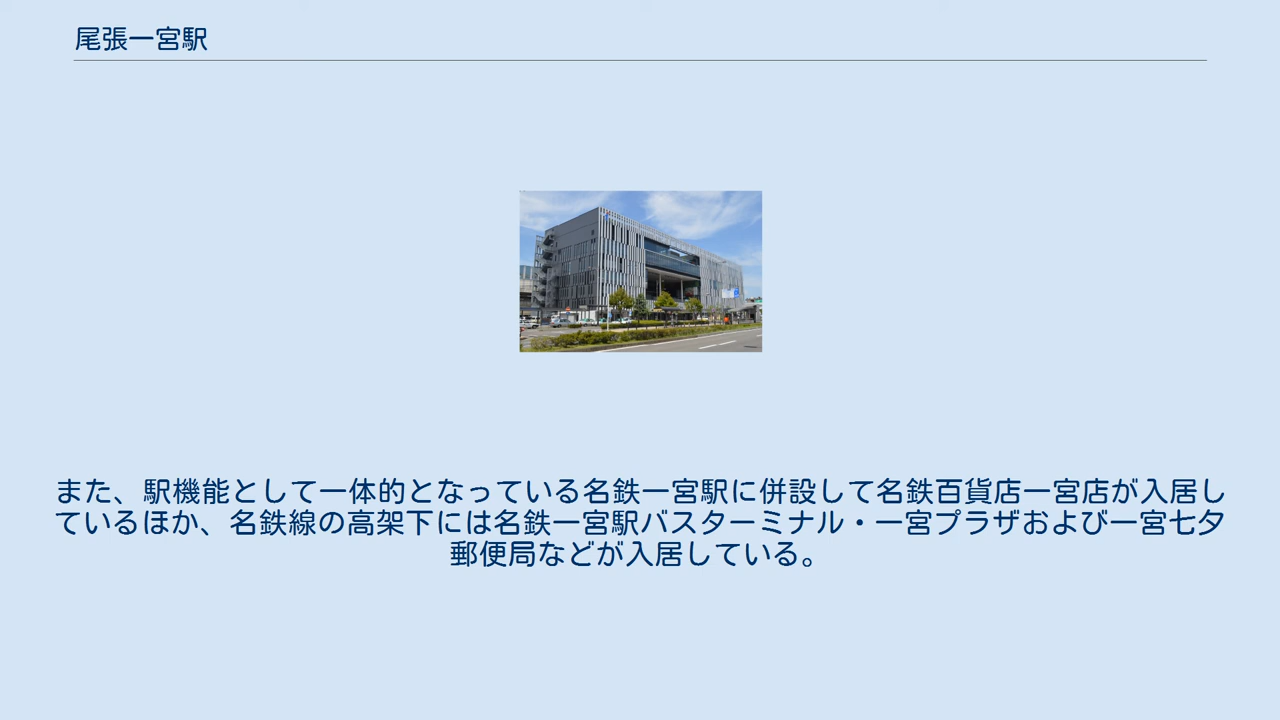 尾張一宮駅
また、駅機能として一体的となっている名鉄一宮駅に併設して名鉄百貨店一宮店が入居し
ているほか、名鉄線の高架下には名鉄一宮駅バスターミナル・一宮プラザおよび一宮七夕
郵便局などが入居している。